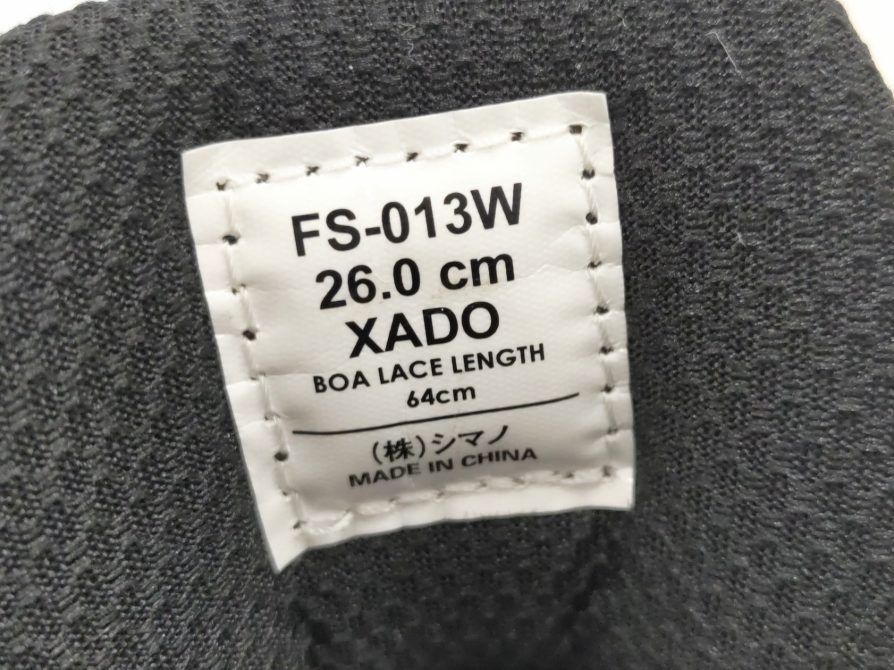 FS-013W
26.0 cm
XADO
BOA LACE LENGTH
64cm
(株)シマノ
MADE IN CHINA